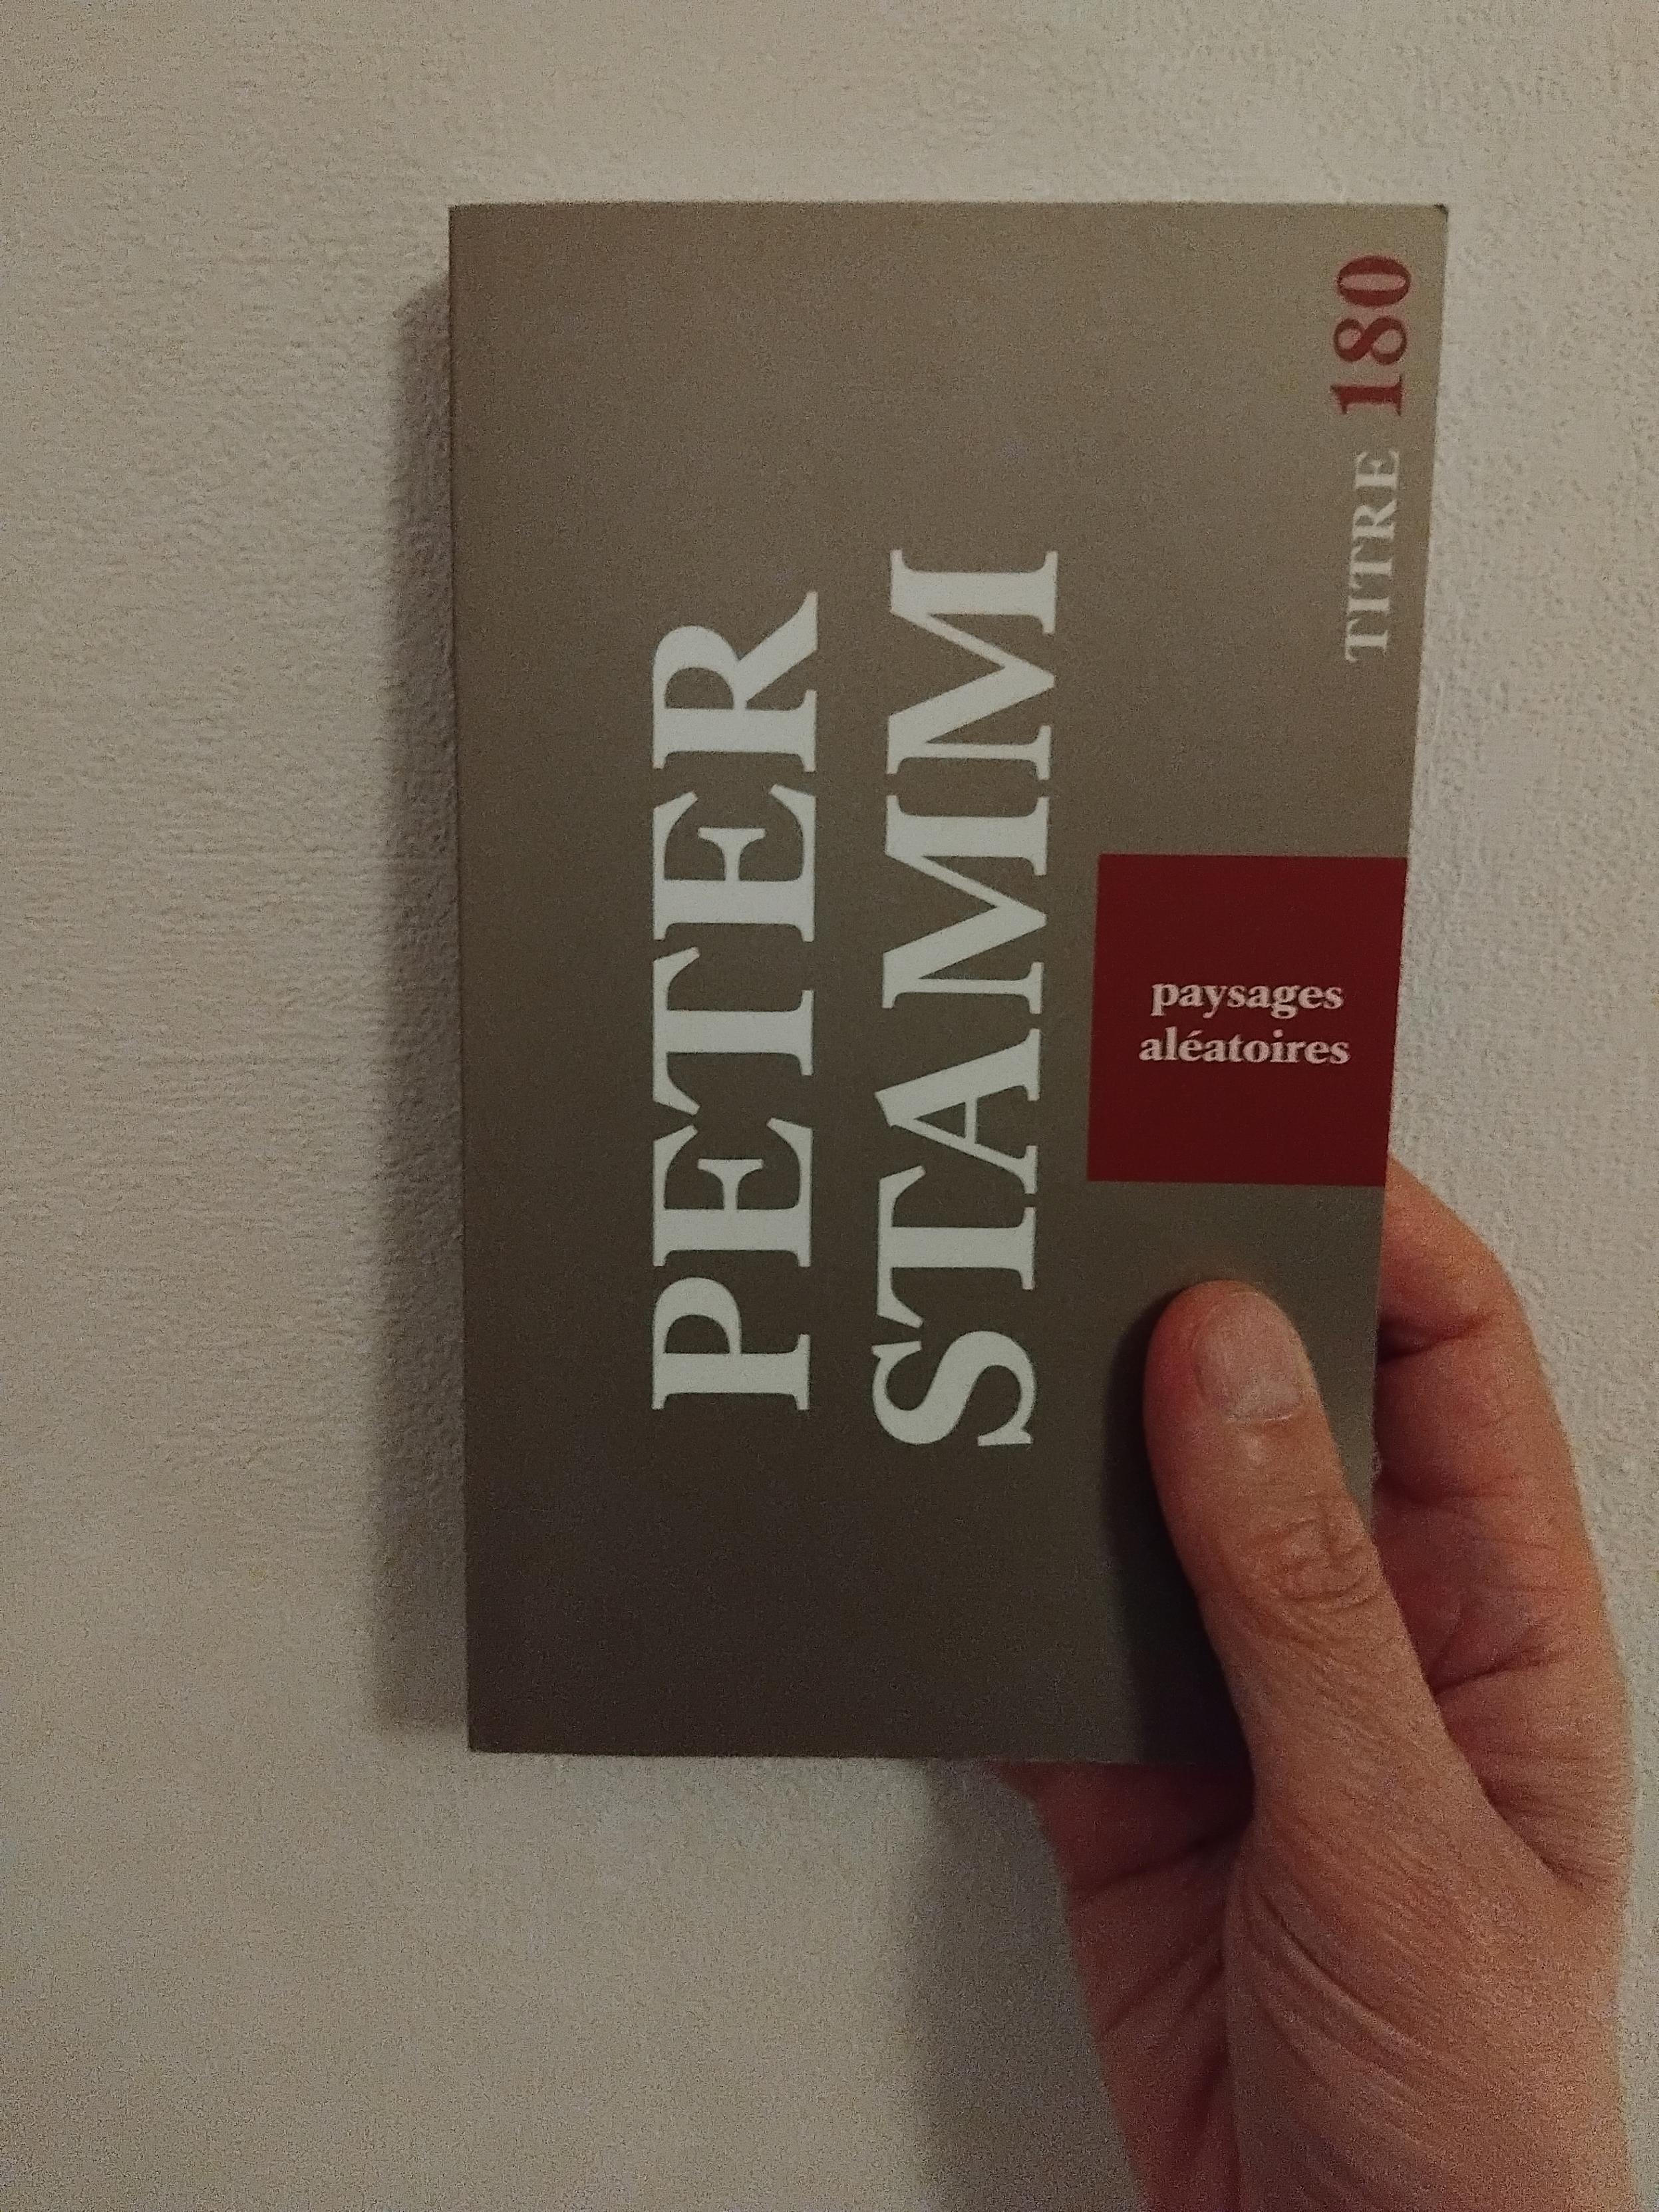 PETER
STAMM
paysages
aléatoires
TITRE 180